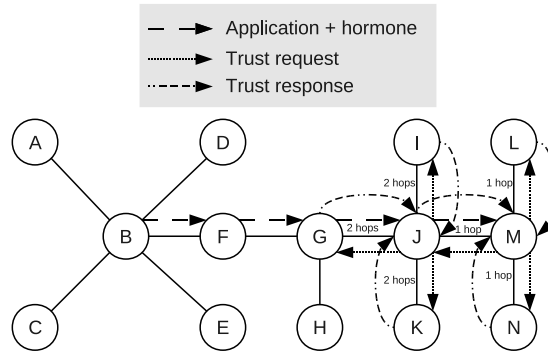 Application + hormone
Trust request
Trust response
A
D
I
L
2 hops
1 hop
B
F
G
2 hops
J
1 hop
M
2 hops
1 hop
C
E
H
K
N